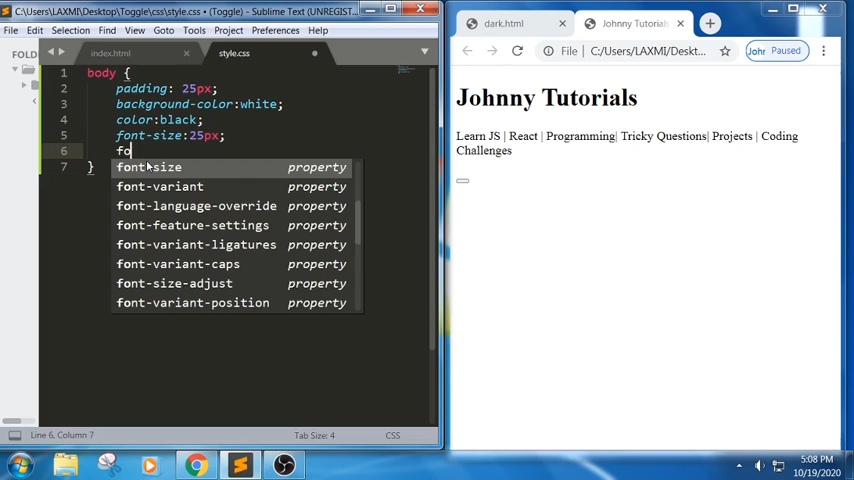 C:\Users\LAXMI\Desktop\Toggle\css\style.css • (Toggle) - Sublime Text (UNREGIST
File Edit Selection Find View Goto Tools Project Preferences H
FOLD
index.html
style.css
1 body {
2 padding: 25px;
3 background-color:white;
4 color:black;
5 font-size:25px;
6 fo
7 }
font-size property
font-variant property
font-language-override property
font-feature-settings property
font-variant-ligatures property
font-variant-caps property
font-size-adjust property
font-variant-position property
Line 6, Column 7
Tab Size: 4
CSS
dark.html
Johnny Tutorials
File C:/Users/LAXMI/Deskt...
John Paused
Johnny Tutorials
Learn JS | React | Programming| Tricky Questions| Projects | Coding
Challenges
5:08 PM
10/19/2020